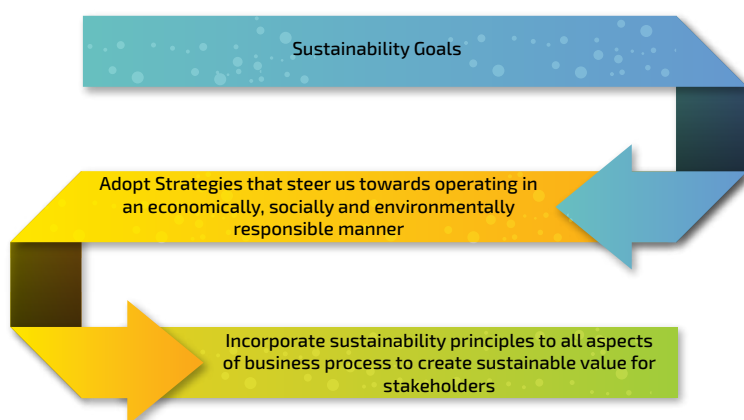 Sustainability Goals
Adopt Strategies that steer us towards operating in
an economically, socially and environmentally
responsible manner
Incorporate sustainability principles to all aspects
of business process to create sustainable value for
stakeholders